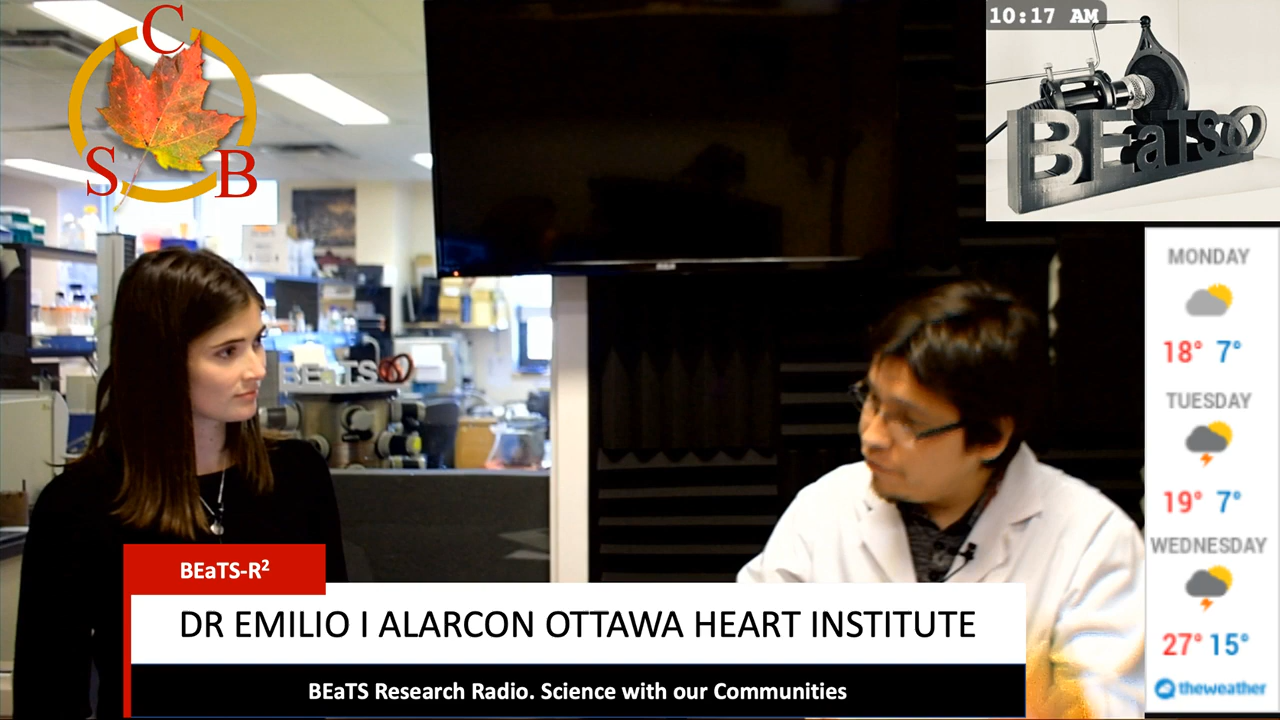 C
S B
10:17 AM
BEaTS
BEaTS
MONDAY
18° 7°
TUESDAY
19° 7°
WEDNESDAY
27° 15°
theweather
BEaTS-R²
DR EMILIO I ALARCON OTTAWA HEART INSTITUTE
BEaTS Research Radio. Science with our Communities